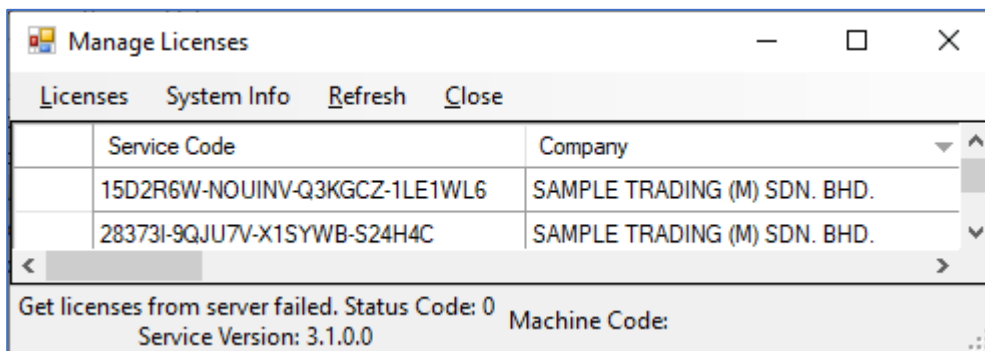 Manage Licenses
Licenses System Info Refresh Close
Service Code Company
15D2R6W-NOUINV-Q3KGCZ-1LE1WL6 SAMPLE TRADING (M) SDN. BHD.
28373I-9QJU7V-X1SYWB-S24H4C SAMPLE TRADING (M) SDN. BHD.
Get licenses from server failed. Status Code: 0 Machine Code:
Service Version: 3.1.0.0